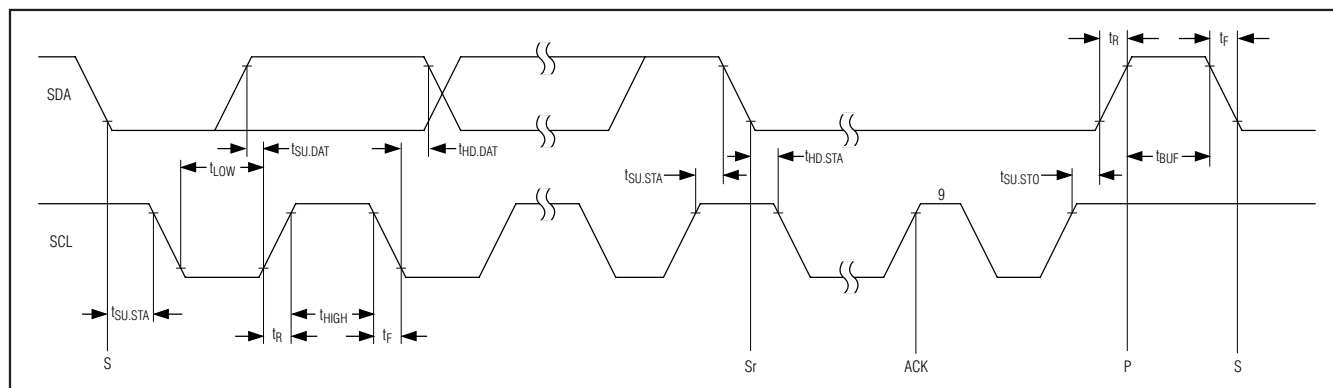 tR
tF
SDA
tSU.DAT
tHD.DAT
tLOW
tHD.STA
tBUF
tSU.STA
tSU.STO
9
SCL
tSU.STA
tHIGH
tR
tF
S
Sr
ACK
P
S